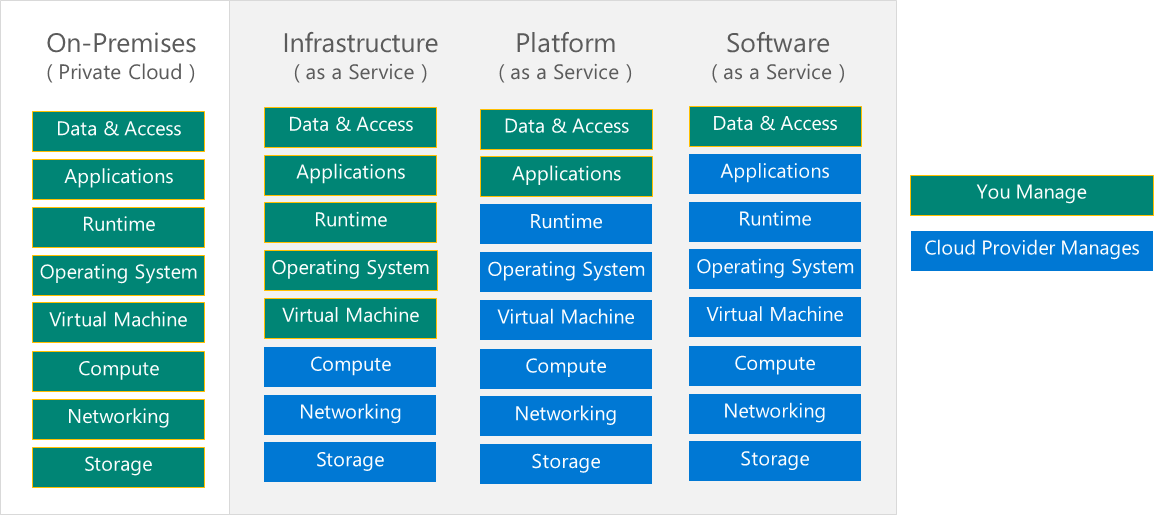 On-Premises
( Private Cloud )
Data & Access
Applications
Runtime
Operating System
Virtual Machine
Compute
Networking
Storage
Infrastructure
( as a Service )
Data & Access
Applications
Runtime
Operating System
Virtual Machine
Compute
Networking
Storage
Platform
( as a Service )
Data & Access
Applications
Runtime
Operating System
Virtual Machine
Compute
Networking
Storage
Software
( as a Service )
Data & Access
Applications
Runtime
Operating System
Virtual Machine
Compute
Networking
Storage
You Manage
Cloud Provider Manages